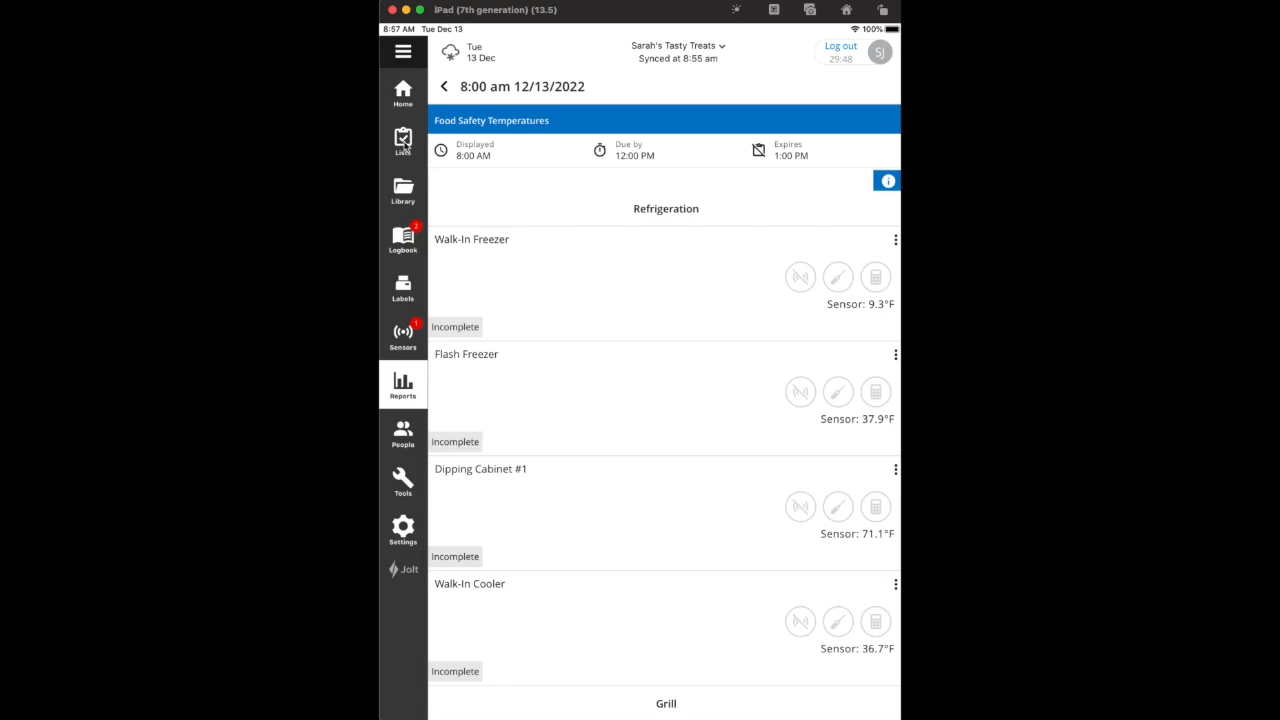 iPad (7th generation) (13.5)
8:57 AM Tue Dec 13
100%
Tue
13 Dec
Sarah's Tasty Treats
Synced at 8:55 am
Log out
29:48
SJ
8:00 am 12/13/2022
Food Safety Temperatures
Displayed
8:00 AM
Due by
12:00 PM
Expires
1:00 PM
Home
Lists
Library
2
Logbook
Labels
1
Sensors
Reports
People
Tools
Settings
Jolt
Refrigeration
Walk-In Freezer
Sensor: 9.3°F
Incomplete
Flash Freezer
Sensor: 37.9°F
Incomplete
Dipping Cabinet #1
Sensor: 71.1°F
Incomplete
Walk-In Cooler
Sensor: 36.7°F
Incomplete
Grill